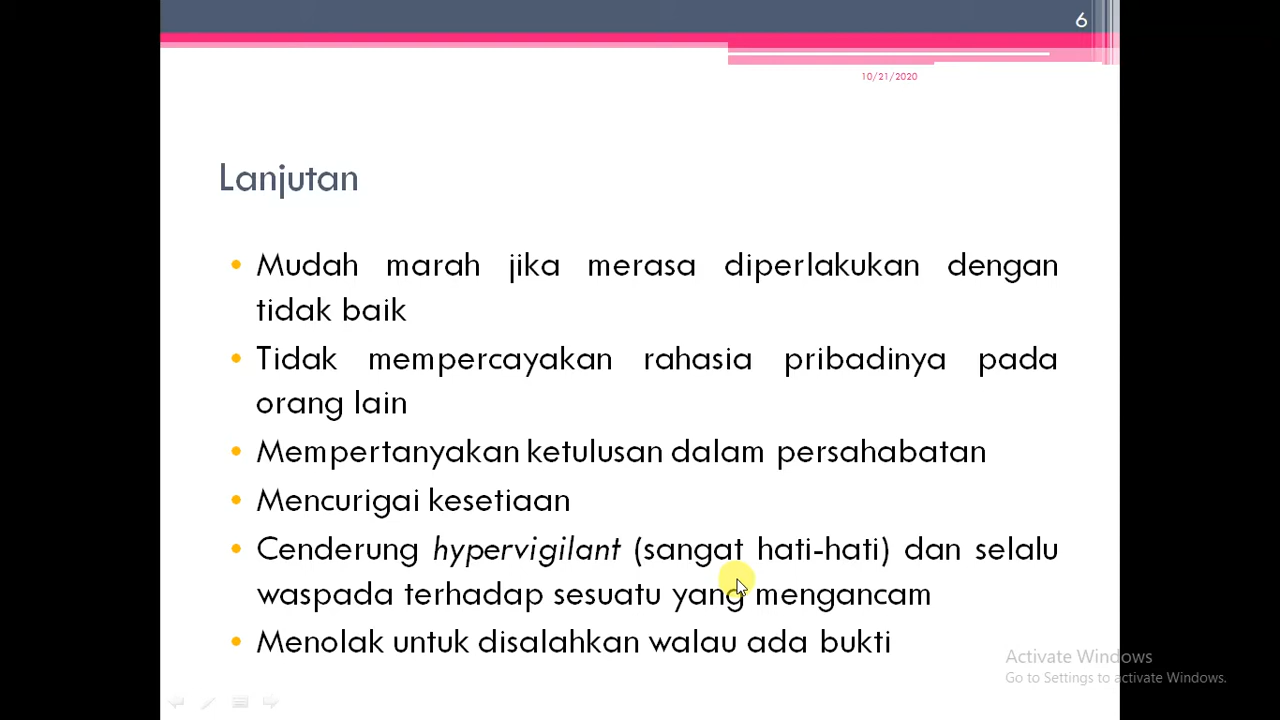 6
10/21/2020
Lanjutan
• Mudah marah jika merasa diperlakukan dengan
tidak baik
• Tidak mempercayakan rahasia pribadinya pada
orang lain
• Mempertanyakan ketulusan dalam persahabatan
• Mencurigai kesetiaan
• Cenderung hypervigilant (sangat hati-hati) dan selalu
waspada terhadap sesuatu yang mengancam
• Menolak untuk disalahkan walau ada bukti
Activate Windows
Go to Settings to activate Windows.